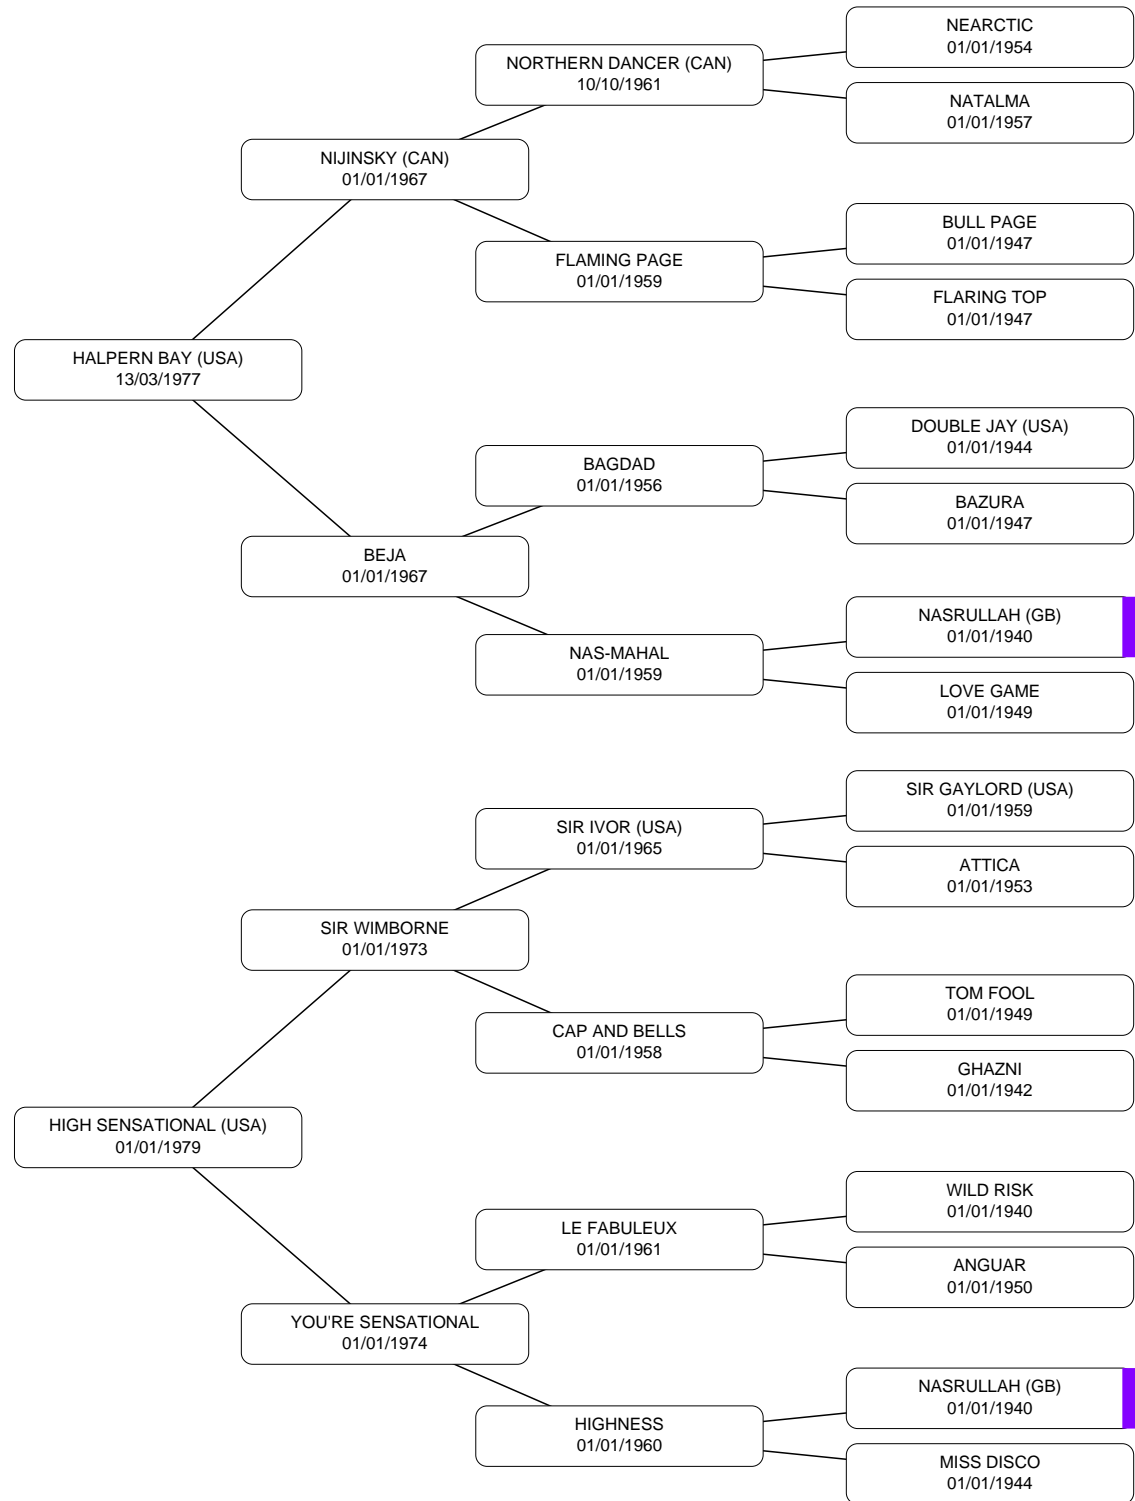 NEARCTIC
01/01/1954
NORTHERN DANCER (CAN)
10/10/1961
NATALMA
01/01/1957
NIJINSKY (CAN)
01/01/1967
BULL PAGE
01/01/1947
FLAMING PAGE
01/01/1959
FLARING TOP
01/01/1947
HALPERN BAY (USA)
13/03/1977
DOUBLE JAY (USA)
01/01/1944
BAGDAD
01/01/1956
BAZURA
01/01/1947
BEJA
01/01/1967
NASRULLAH (GB)
01/01/1940
NAS-MAHAL
01/01/1959
LOVE GAME
01/01/1949
SIR GAYLORD (USA)
01/01/1959
SIR IVOR (USA)
01/01/1965
ATTICA
01/01/1953
SIR WIMBORNE
01/01/1973
TOM FOOL
01/01/1949
CAP AND BELLS
01/01/1958
GHAZNI
01/01/1942
HIGH SENSATIONAL (USA)
01/01/1979
WILD RISK
01/01/1940
LE FABULEUX
01/01/1961
ANGUAR
01/01/1950
YOU'RE SENSATIONAL
01/01/1974
NASRULLAH (GB)
01/01/1940
HIGHNESS
01/01/1960
MISS DISCO
01/01/1944